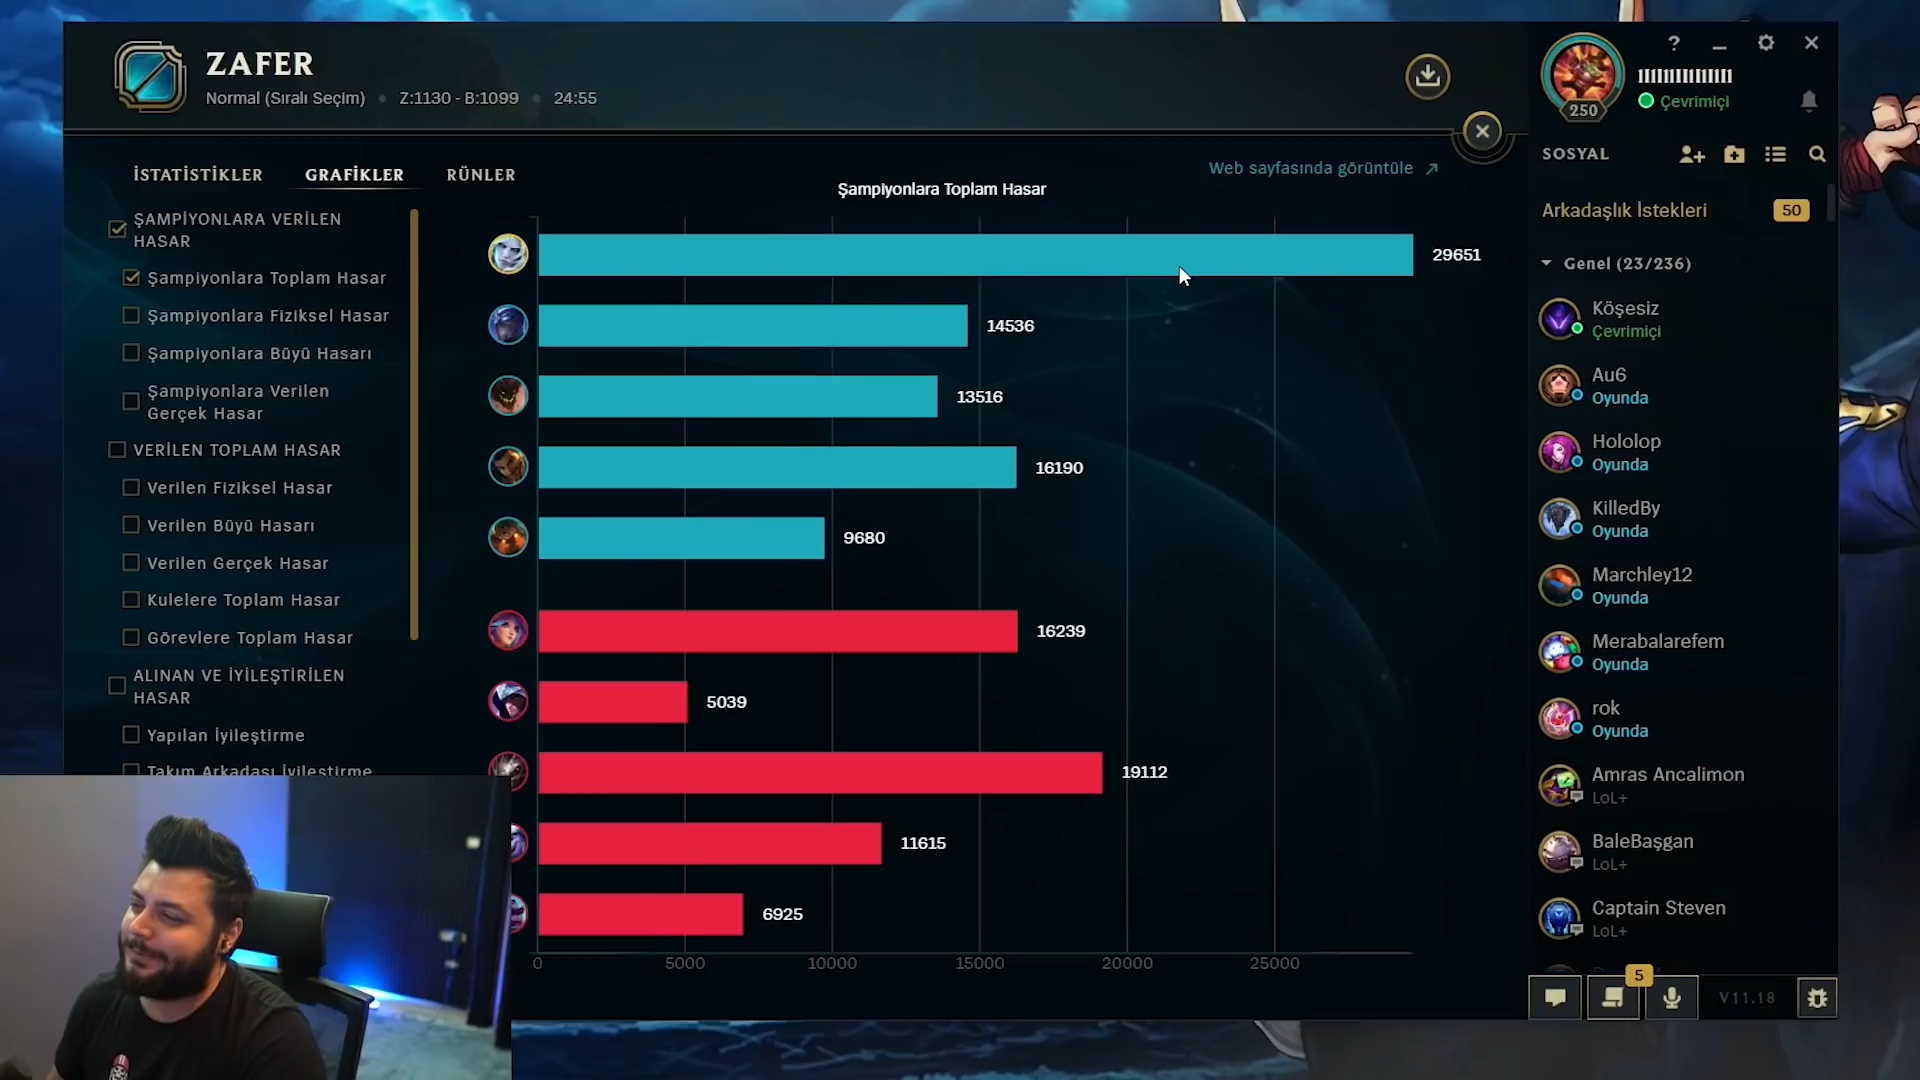 ZAFER
Normal (Sıralı Seçim) • Z:1130 - B:1099 • 24:55
İSTATİSTİKLER
GRAFİKLER
RÜNLER
Web sayfasında görüntüle
Şampiyonlara Toplam Hasar
ŞAMPİYONLARA VERİLEN
HASAR
Şampiyonlara Toplam Hasar
Şampiyonlara Fiziksel Hasar
Şampiyonlara Büyü Hasarı
Şampiyonlara Verilen
Gerçek Hasar
VERİLEN TOPLAM HASAR
Verilen Fiziksel Hasar
Verilen Büyü Hasarı
Verilen Gerçek Hasar
Kulelere Toplam Hasar
Görevlere Toplam Hasar
ALINAN VE İYİLEŞTİRİLEN
HASAR
Yapılan İyileştirme
Takım Arkadaşı İyileştirme
29651
14536
13516
16190
9680
16239
5039
19112
11615
6925
0
5000
10000
15000
20000
25000
250
Çevrimiçi
SOSYAL
Arkadaşlık İstekleri
50
Genel (23/236)
Köşesiz
Çevrimiçi
Au6
Oyunda
Hololop
Oyunda
KilledBy
Oyunda
Marchley12
Oyunda
Merabalarefem
Oyunda
rok
Oyunda
Amras Ancalimon
LoL+
BaleBaşgan
LoL+
Captain Steven
LoL+
5
V11.18